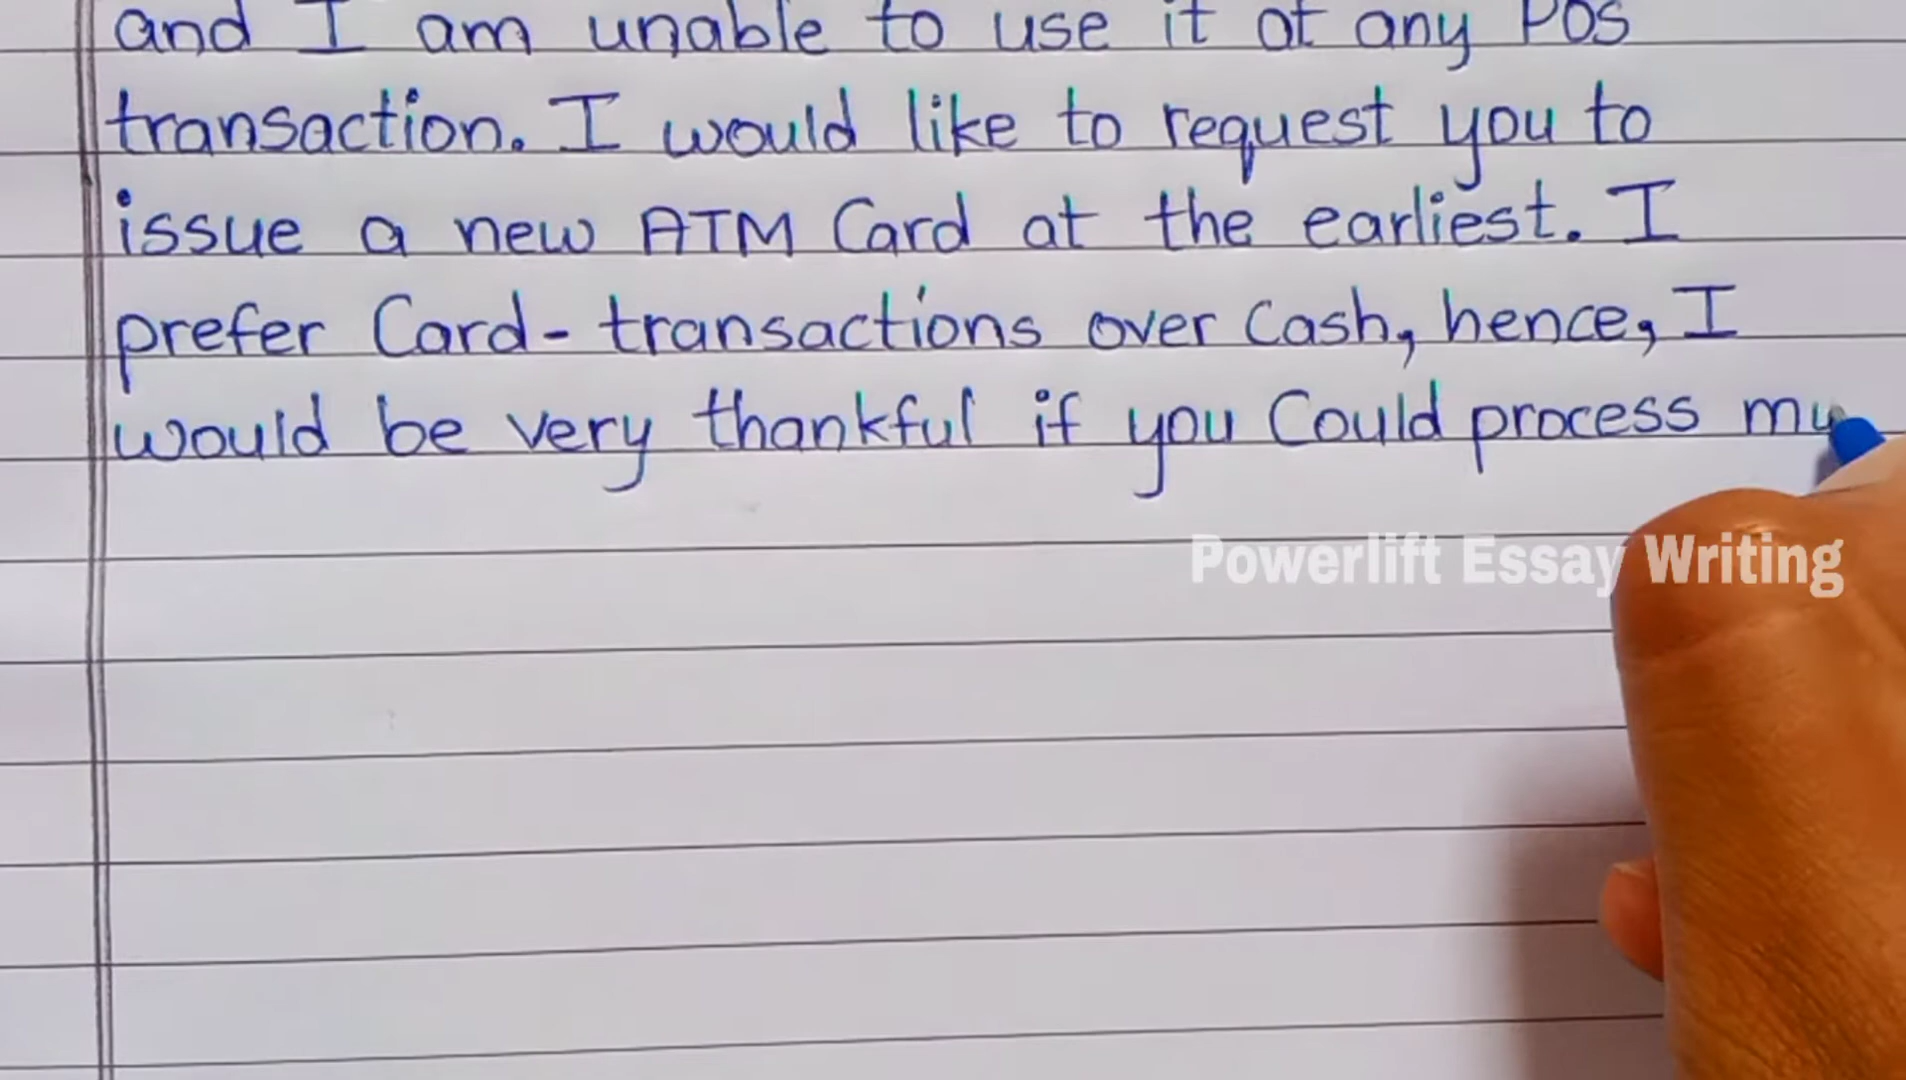 and I am unable to use it at any POS
transaction. I would like to request you to
issue a new ATM Card at the earliest. I
prefer Card- transactions over Cash, hence, I
would be very thankful if you Could process my
Powerlift Essay Writing